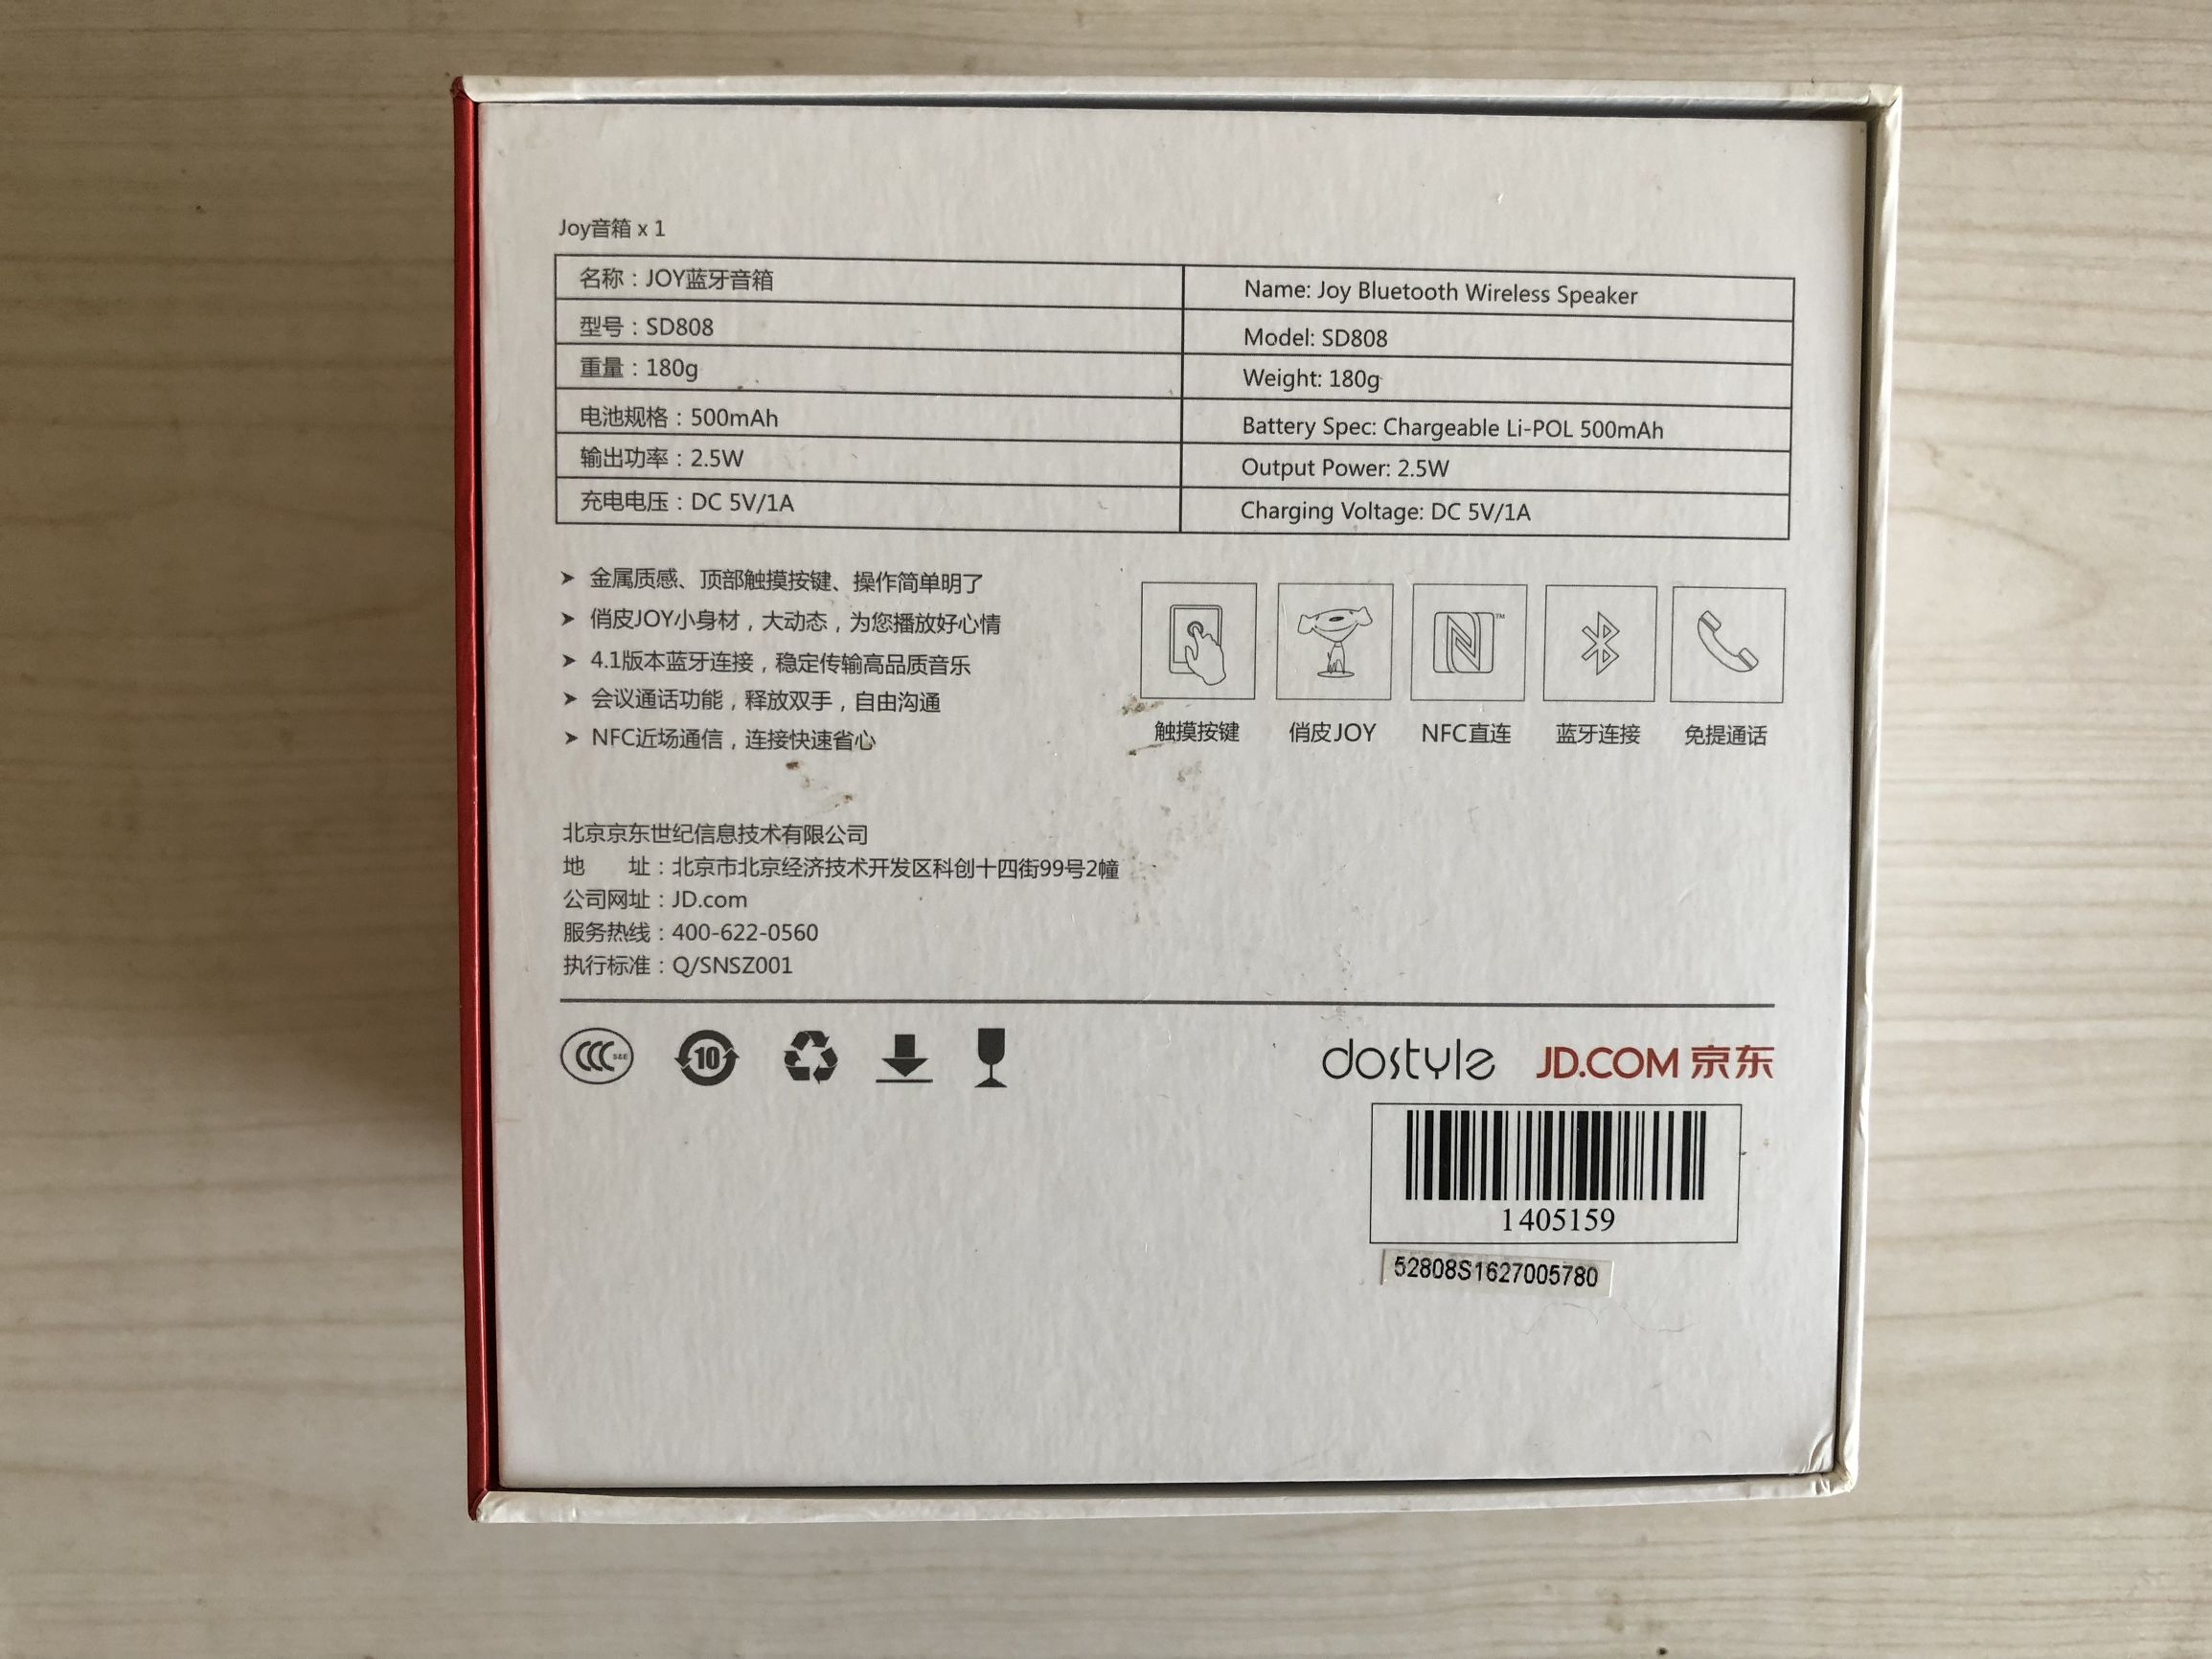 Joy音箱 x 1
名称：JOY蓝牙音箱
Name: Joy Bluetooth Wireless Speaker
型号：SD808
Model: SD808
重量：180g
Weight: 180g
电池规格：500mAh
Battery Spec: Chargeable Li-POL 500mAh
输出功率：2.5W
Output Power: 2.5W
充电电压：DC 5V/1A
Charging Voltage: DC 5V/1A
➤ 金属质感、顶部触摸按键、操作简单明了
➤ 俏皮JOY小身材，大动态，为您播放好心情
➤ 4.1版本蓝牙连接，稳定传输高品质音乐
➤ 会议通话功能，释放双手，自由沟通
➤ NFC近场通信，连接快速省心
TM
触摸按键
俏皮JOY
NFC直连
蓝牙连接
免提通话
北京京东世纪信息技术有限公司
地　　址：北京市北京经济技术开发区科创十四街99号2幢
公司网址：JD.com
服务热线：400-622-0560
执行标准：Q/SNSZ001
CCC S&E
10
dostyle
JD.COM 京东
1405159
52808S1627005780